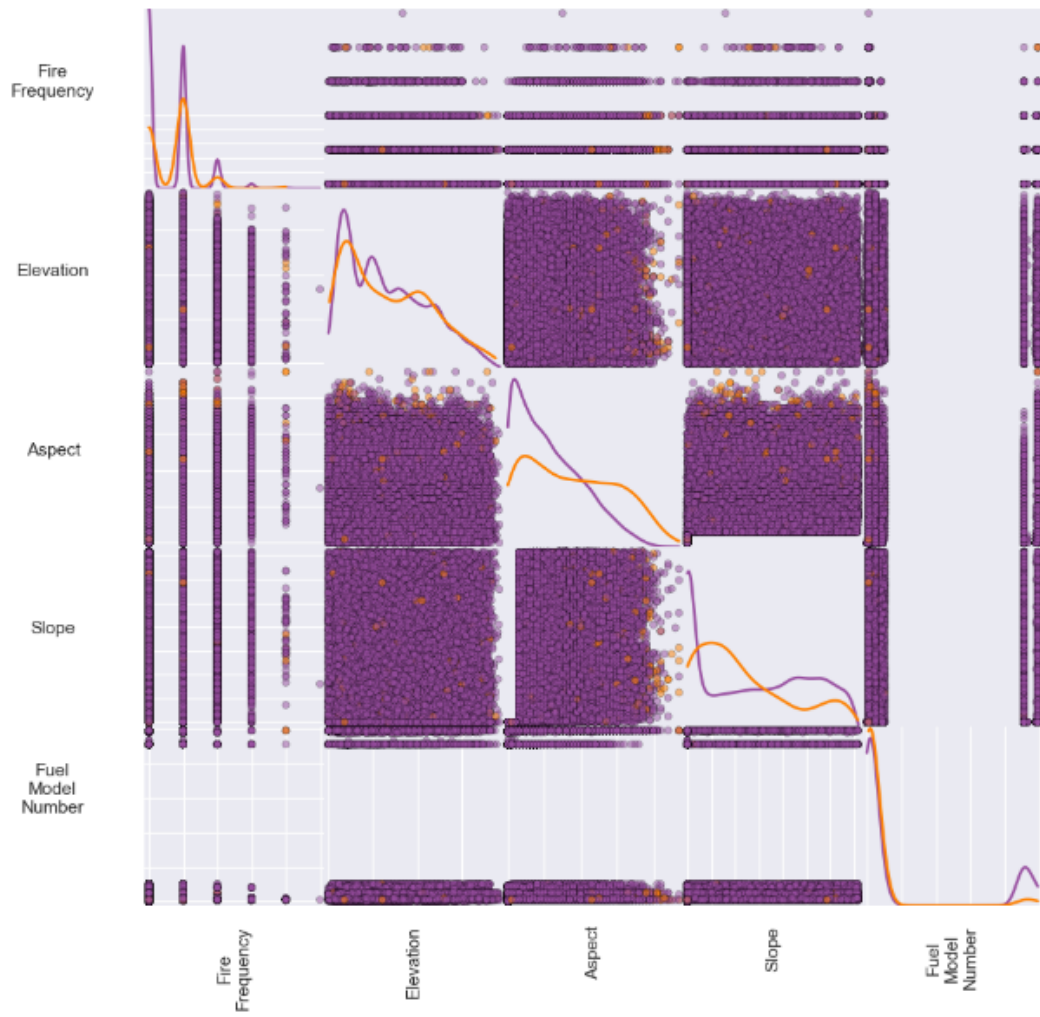 Fire
Frequency
Elevation
Aspect
Slope
Fuel
Model
Number
Fire
Frequency
Elevation
Aspect
Slope
Fuel
Model
Number